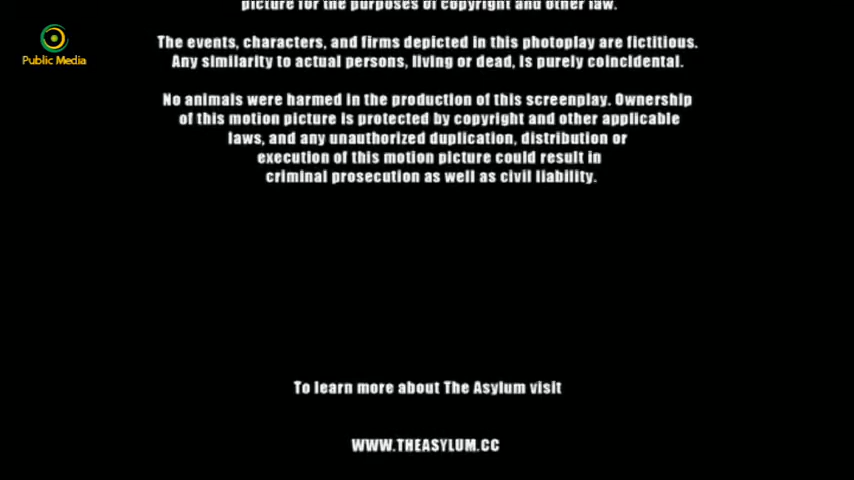 picture for the purposes of copyright and other law.
Public Media
The events, characters, and firms depicted in this photoplay are fictitious.
Any similarity to actual persons, living or dead, is purely coincidental.
No animals were harmed in the production of this screenplay. Ownership
of this motion picture is protected by copyright and other applicable
laws, and any unauthorized duplication, distribution or
execution of this motion picture could result in
criminal prosecution as well as civil liability.
To learn more about The Asylum visit
WWW.THEASYLUM.CC